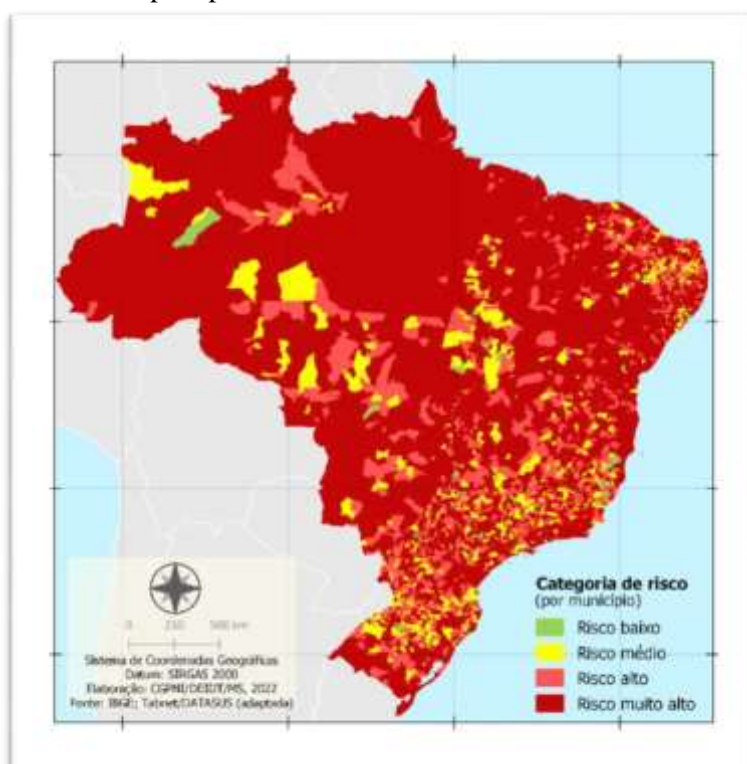 0 250 500 km
Sistema de Coordenadas Geográficas
Datum: SIRGAS 2000
Elaboração: CGPNI/DEIDT/MS, 2022
Fonte: IBGE; Tabnet/DATASUS (adaptada)
Categoria de risco
(por município)
Risco baixo
Risco médio
Risco alto
Risco muito alto